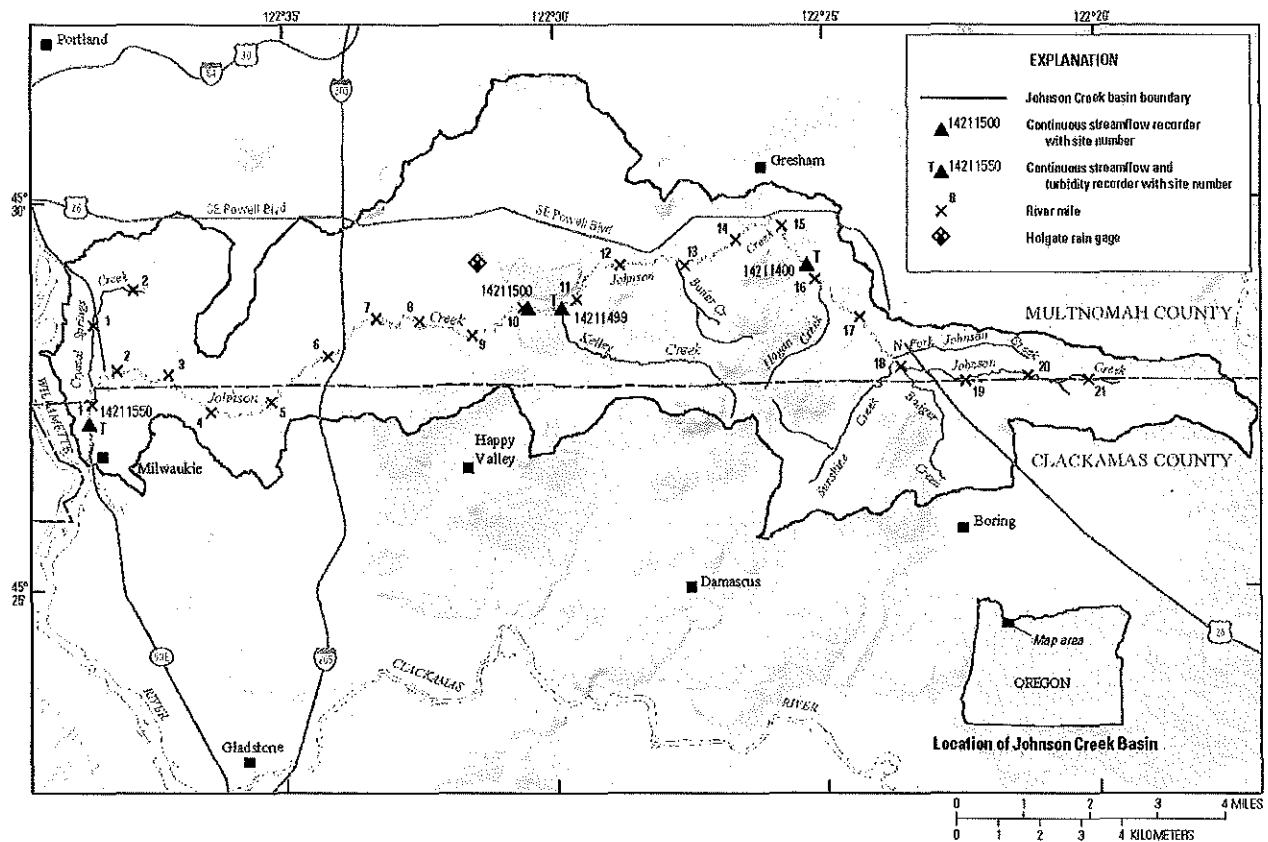 122°35' 122°30' 122°25' 122°20'
Portland
30
84
205
EXPLANATION
Johnson Creek basin boundary
14211500 Continuous streamflow recorder
with site number
T 14211550 Continuous streamflow and
turbidity recorder with site number
8 River mile
Holgate rain gage
Gresham
45°
30'
26
SE Powell Blvd
SE Powell Blvd
Creek 2
Crystal Springs
1
14 Creek 15
12 Johnson 13
T
14211400
16
Butler Cr
14211500
11
T
10 14211499
7 8 Creek 9
Kelley Creek
Hogan Creek
17
MULTNOMAH COUNTY
N Fork Johnson Creek
6
2 3
18 Johnson 20 Creek
19 21
1 14211550
T
Johnson
4 5
WILLAMETTE
Milwaukie
Happy
Valley
Sunshine Creek
Badger Creek
CLACKAMAS COUNTY
Boring
45°
25'
Damascus
26
Map area
OREGON
Location of Johnson Creek Basin
99E
205
RIVER
CLACKAMAS
RIVER
Gladstone
0 1 2 3 4 MILES
0 1 2 3 4 KILOMETERS